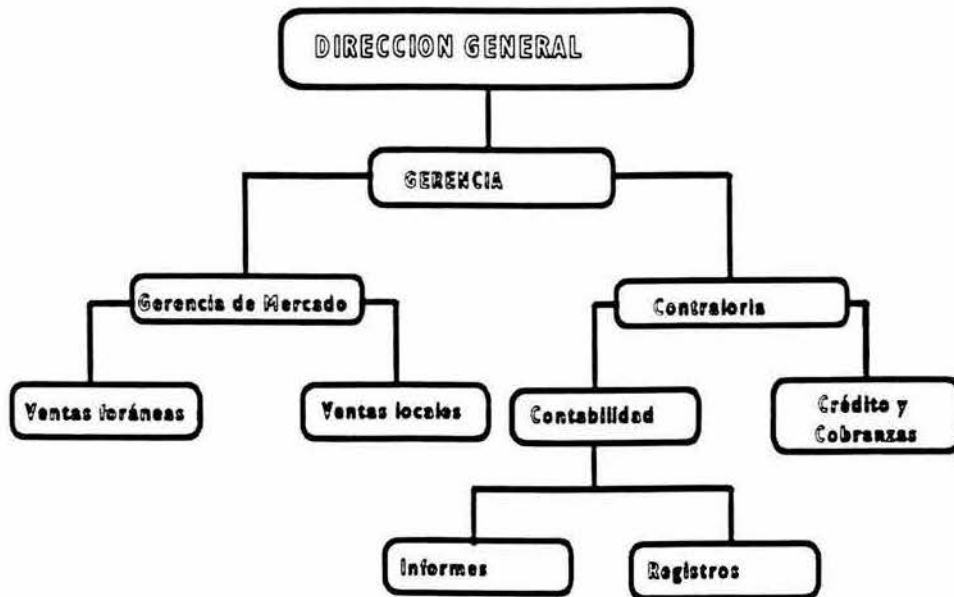 DIRECCION GENERAL
GERENCIA
Gerencia de Mercado
Contraloria
Ventas foráneas
Ventas locales
Contabilidad
Crédito y
Cobranzas
Informes
Registros